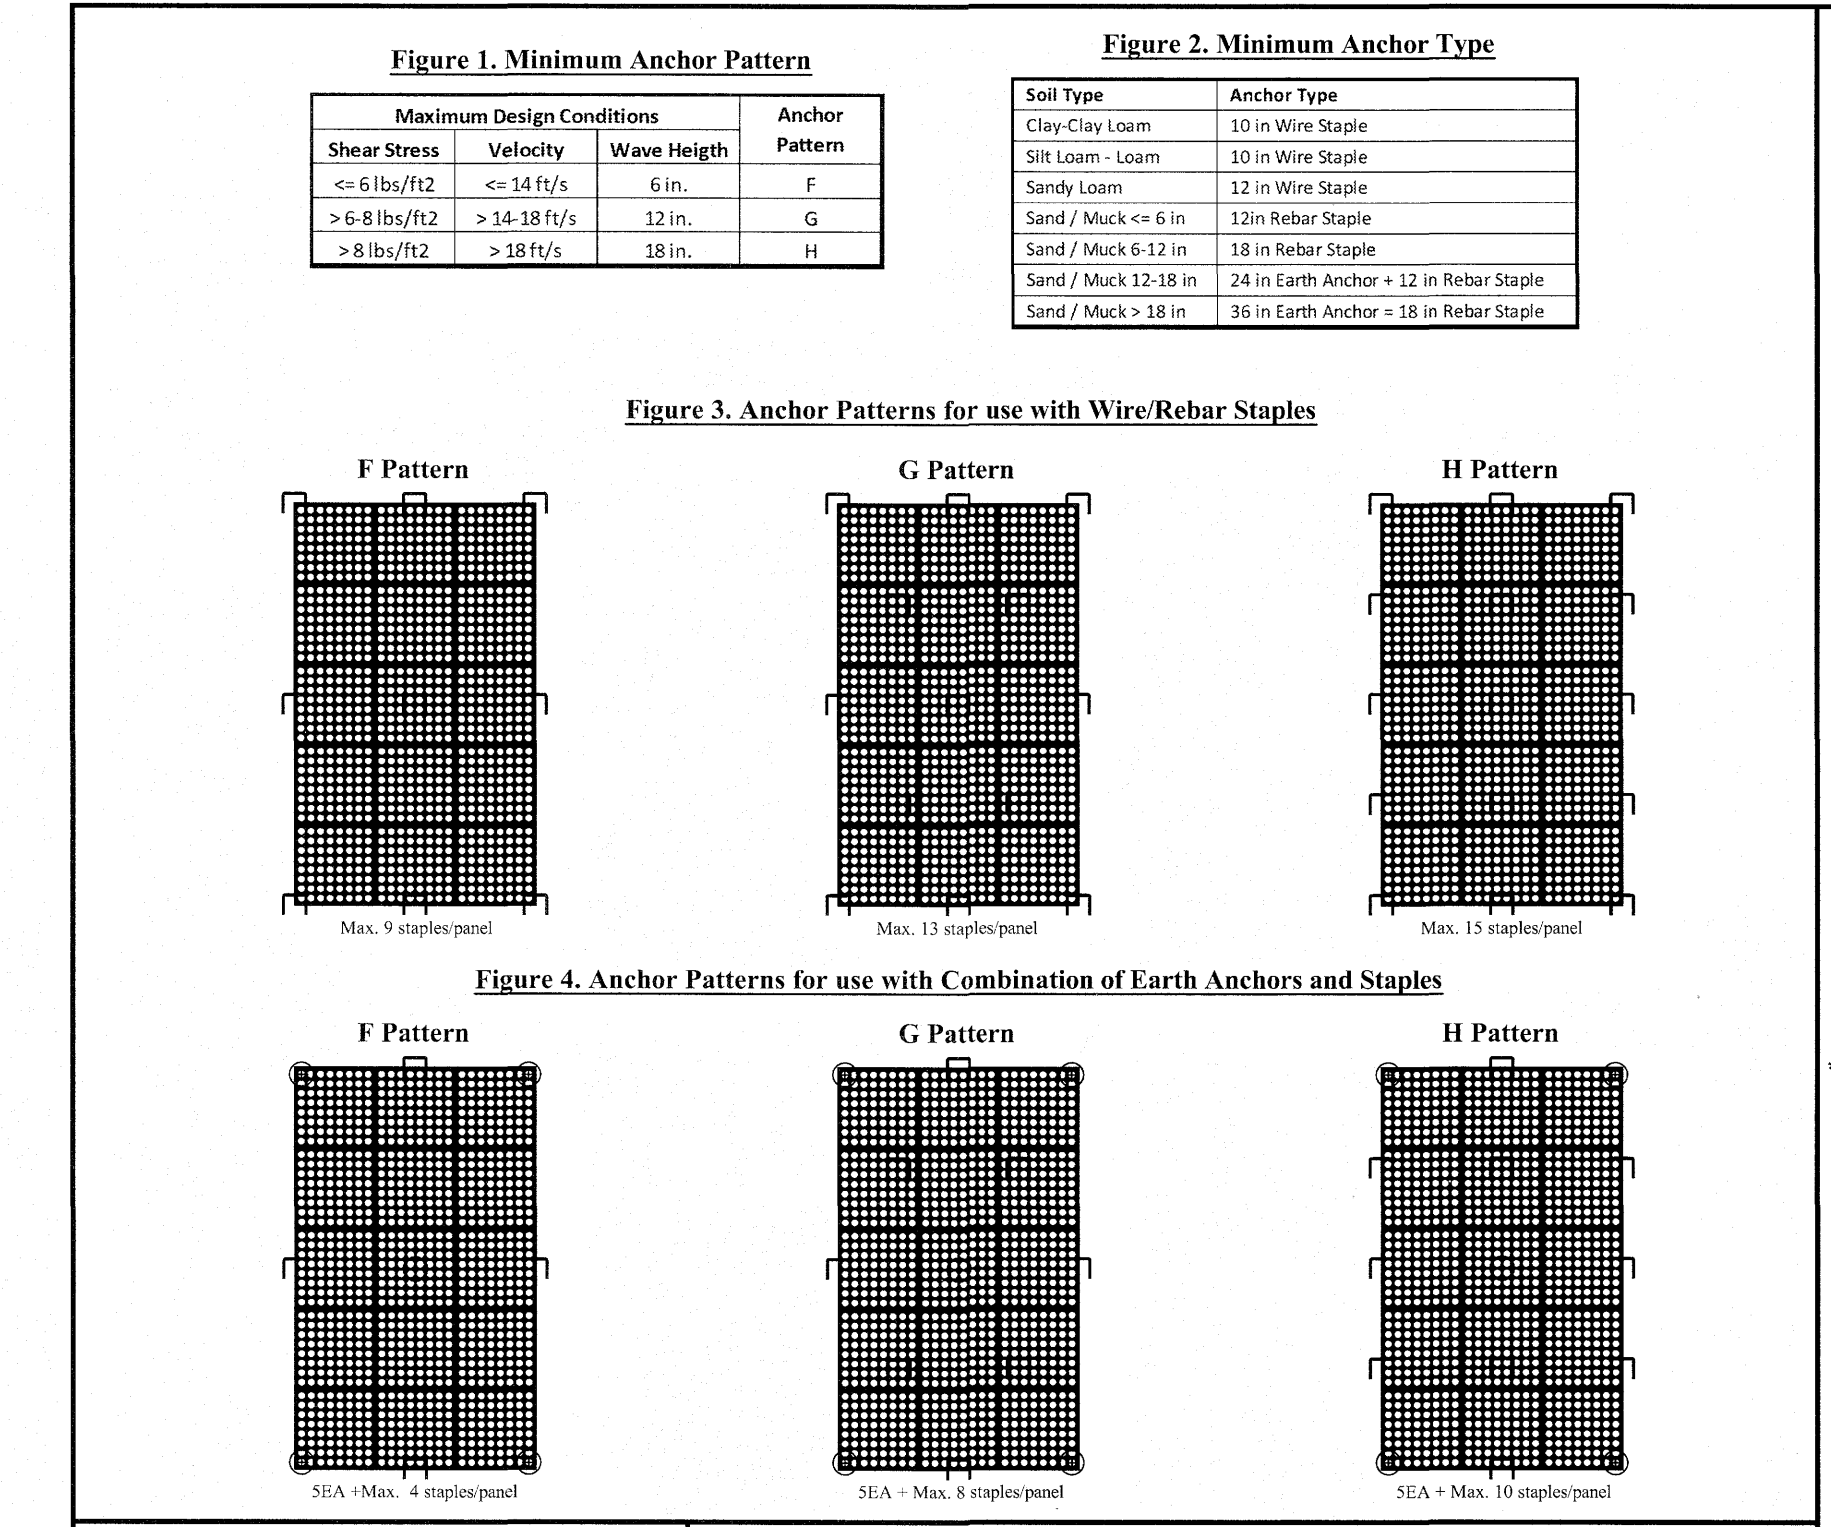 Figure 1. Minimum Anchor Pattern
Maximum Design Conditions
Anchor Pattern
Shear Stress Velocity Wave Heigth
<= 6 lbs/ft2 <= 14 ft/s 6 in. F
> 6-8 lbs/ft2 > 14-18 ft/s 12 in. G
> 8 lbs/ft2 > 18 ft/s 18 in. H
Figure 2. Minimum Anchor Type
Soil Type Anchor Type
Clay-Clay Loam 10 in Wire Staple
Silt Loam - Loam 10 in Wire Staple
Sandy Loam 12 in Wire Staple
Sand / Muck <= 6 in 12in Rebar Staple
Sand / Muck 6-12 in 18 in Rebar Staple
Sand / Muck 12-18 in 24 in Earth Anchor + 12 in Rebar Staple
Sand / Muck > 18 in 36 in Earth Anchor = 18 in Rebar Staple
Figure 3. Anchor Patterns for use with Wire/Rebar Staples
F Pattern G Pattern H Pattern
Max. 9 staples/panel Max. 13 staples/panel Max. 15 staples/panel
Figure 4. Anchor Patterns for use with Combination of Earth Anchors and Staples
F Pattern G Pattern H Pattern
5EA +Max. 4 staples/panel 5EA + Max. 8 staples/panel 5EA + Max. 10 staples/panel